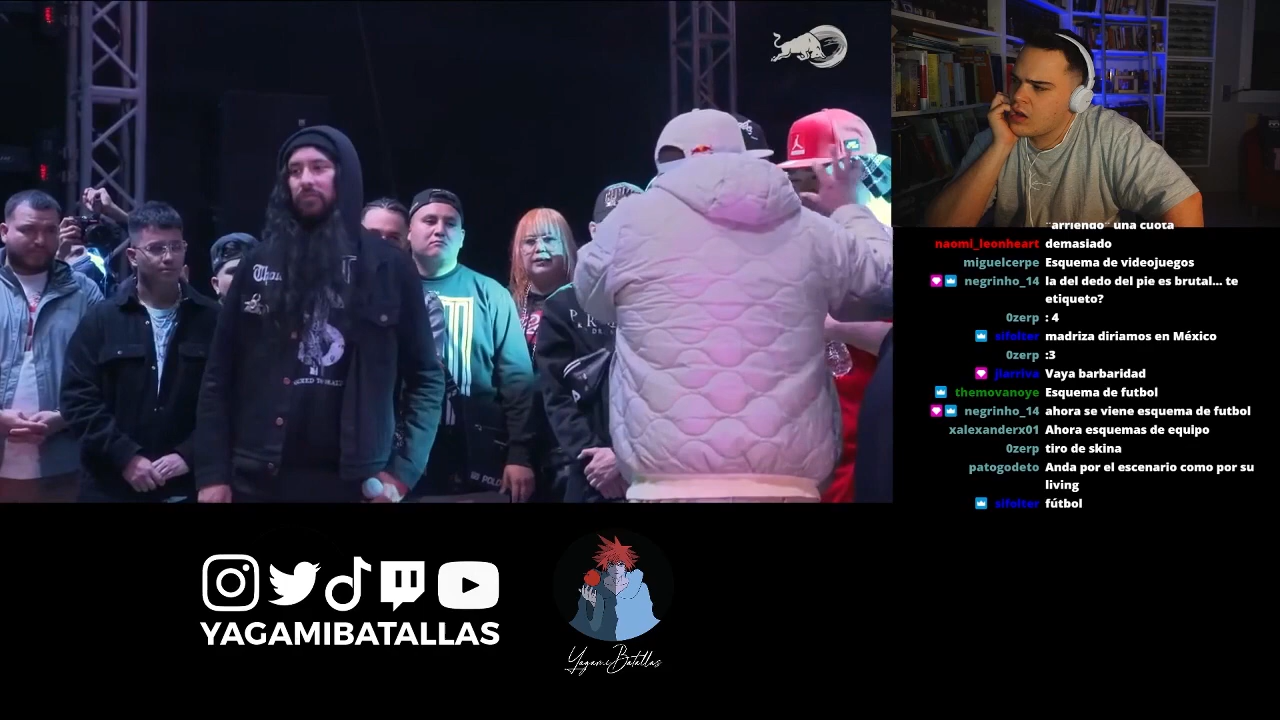 "arriendo" una cuota
naomi_leonheart demasiado
miguelcerpe Esquema de videojuegos
negrinho_14 la del dedo del pie es brutal... te
etiqueto?
0zerp : 4
sifolter madriza diriamos en México
0zerp :3
jlarriva Vaya barbaridad
themovanoye Esquema de futbol
negrinho_14 ahora se viene esquema de futbol
xalexanderx01 Ahora esquemas de equipo
0zerp tiro de skina
patogodeto Anda por el escenario como por su
living
sifolter fútbol
POLO
YAGAMIBATALLAS
YagamiBatallas